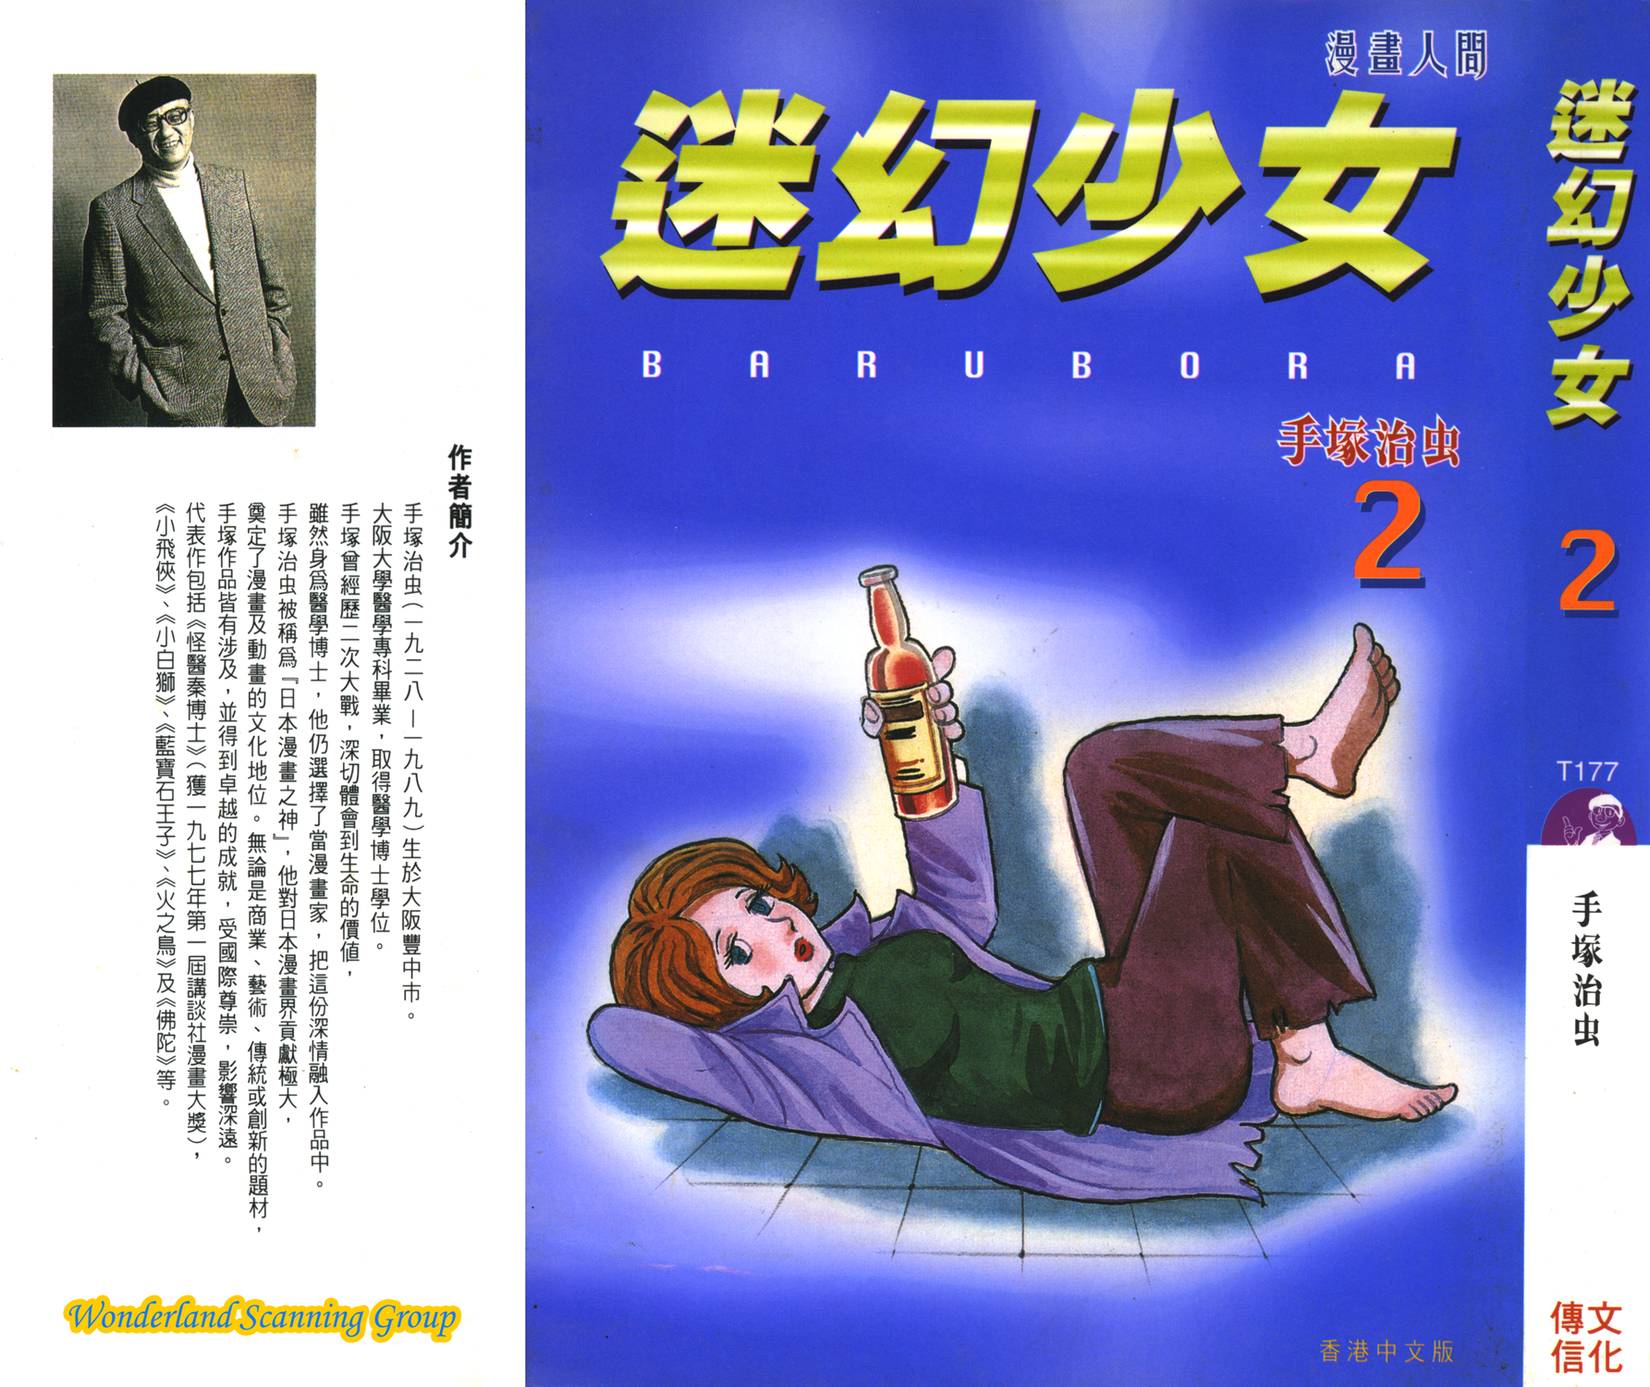 作者簡介
手塚治虫（一九二八－一九八九）生於大阪豐中市。
大阪大學醫學專科畢業，取得醫學博士學位。
手塚曾經歷二次大戰，深切體會到生命的價值，
雖然身爲醫學博士，他仍選擇了當漫畫家，把這份深情融入作品中。
手塚治虫被稱爲『日本漫畫之神』，他對日本漫畫界貢獻極大，
奠定了漫畫及動畫的文化地位。無論是商業、藝術、傳統或創新的題材，
手塚作品皆有涉及，並得到卓越的成就，受國際尊崇，影響深遠。
代表作包括《怪醫秦博士》（獲一九七七年第一屆講談社漫畫大獎），
《小飛俠》、《小白獅》、《藍寶石王子》、《火之鳥》及《佛陀》等。
Wonderland Scanning Group
漫畫人間
迷幻少女
BARUBORA
手塚治虫
2
香港中文版
迷幻少女
2
T177
手塚治虫
文化
傳信